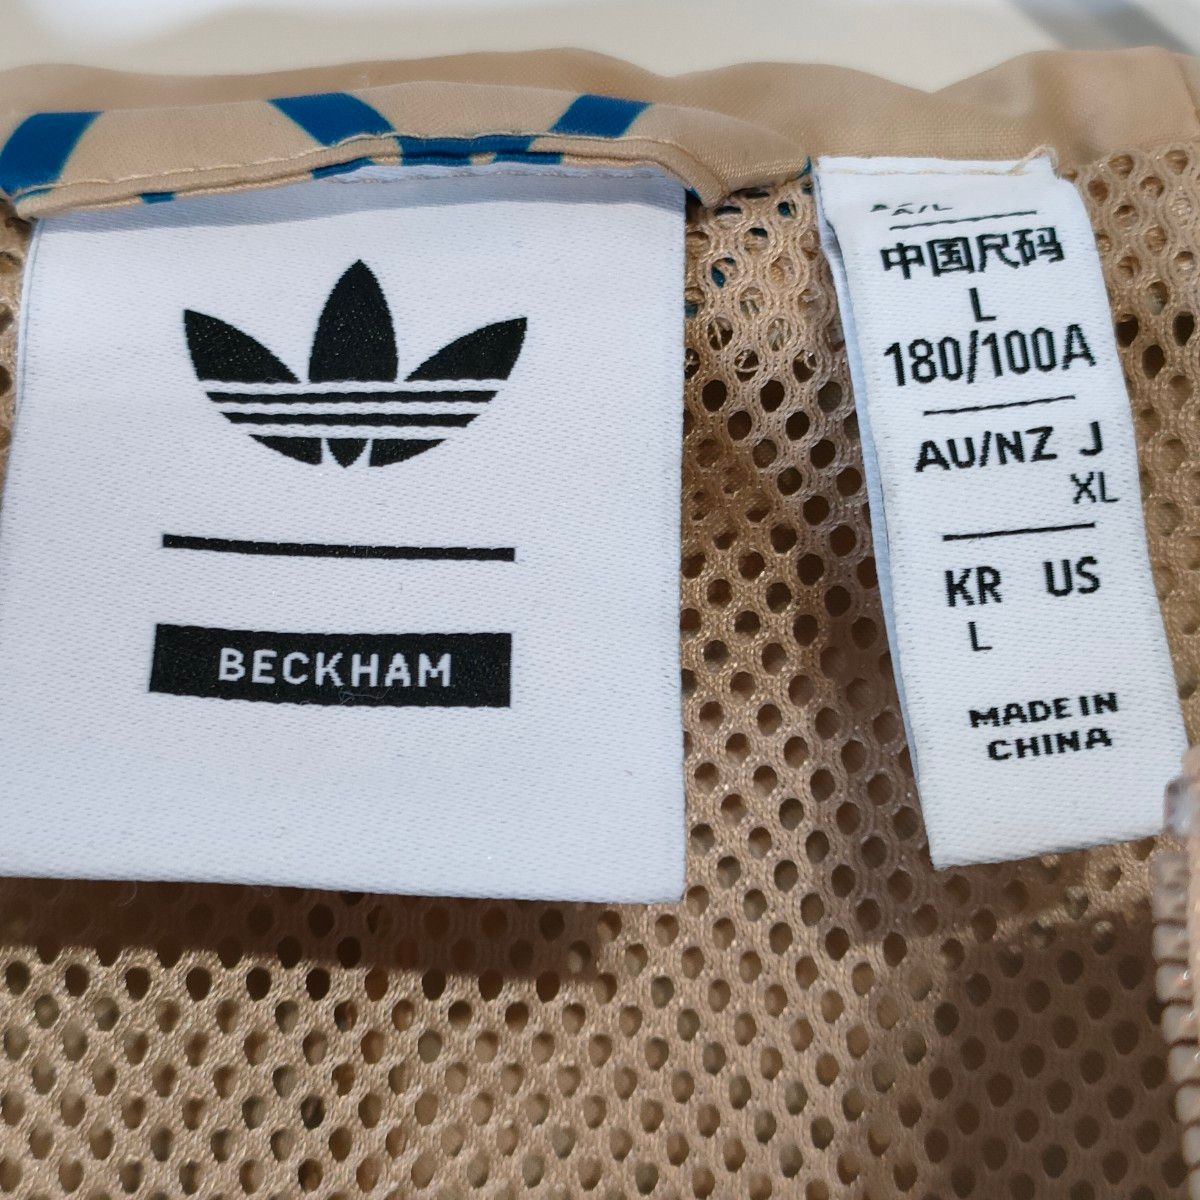 BECKHAM
中国尺码
L
180/100A
AU/NZ J
XL
KR US
L
MADE IN
CHINA